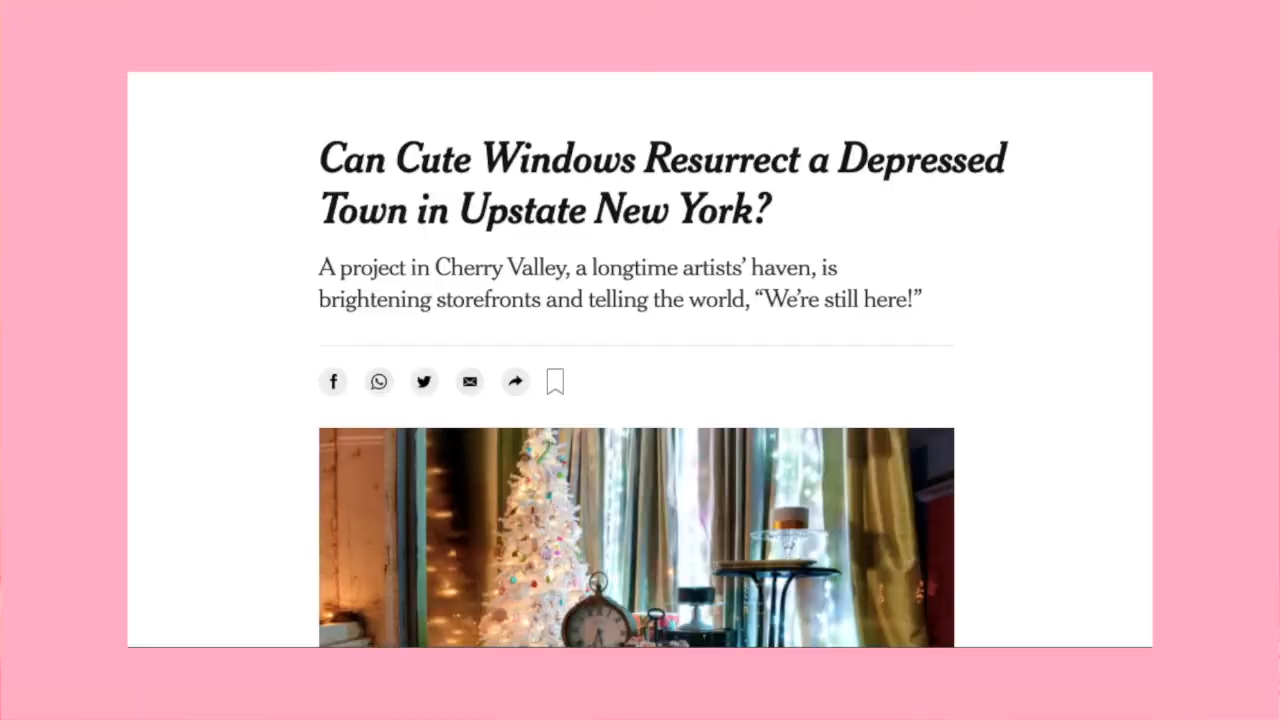 Can Cute Windows Resurrect a Depressed
Town in Upstate New York?
A project in Cherry Valley, a longtime artists’ haven, is
brightening storefronts and telling the world, “We’re still here!”